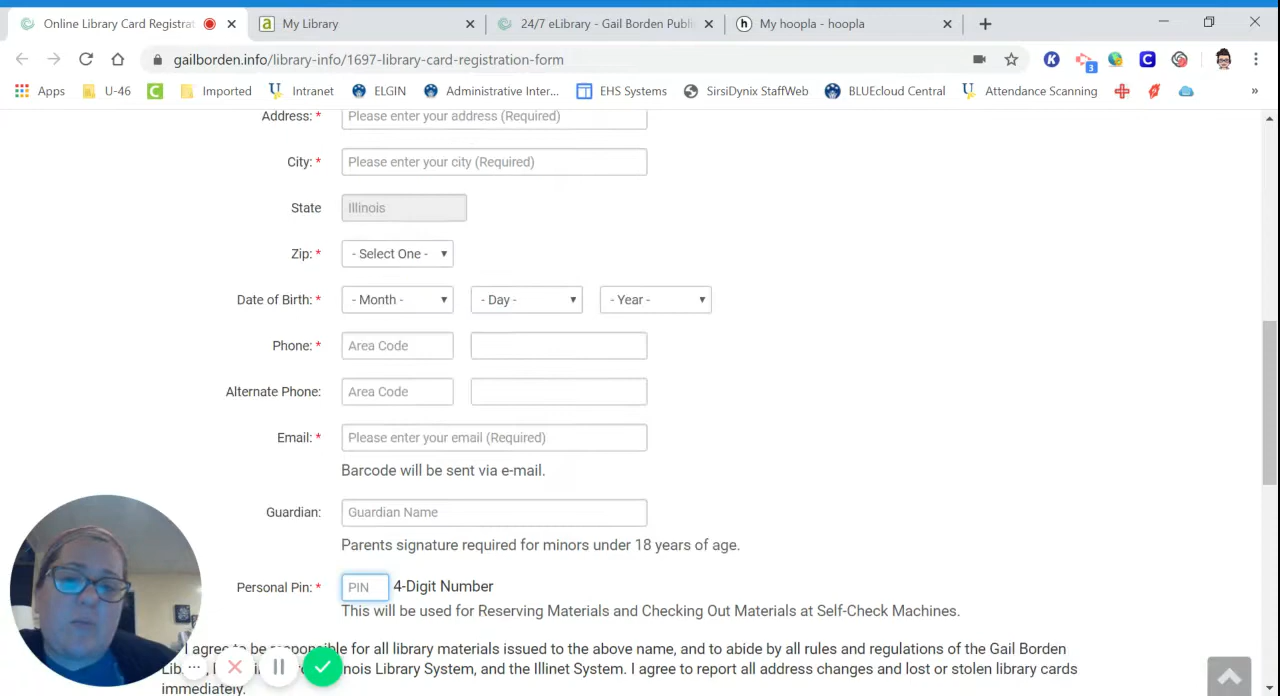 Online Library Card Registrat
My Library
24/7 eLibrary - Gail Borden Publi
My hoopla - hoopla
gailborden.info/library-info/1697-library-card-registration-form
3
Apps U-46 Imported Intranet ELGIN Administrative Inter... EHS Systems SirsiDynix StaffWeb BLUEcloud Central Attendance Scanning »
Address: * Please enter your address (Required)
City: * Please enter your city (Required)
State Illinois
Zip: * - Select One -
Date of Birth: * - Month - - Day - - Year -
Phone: * Area Code
Alternate Phone: Area Code
Email: * Please enter your email (Required)
Barcode will be sent via e-mail.
Guardian: Guardian Name
Parents signature required for minors under 18 years of age.
Personal Pin: * PIN 4-Digit Number
This will be used for Reserving Materials and Checking Out Materials at Self-Check Machines.
I agree to be responsible for all library materials issued to the above name, and to abide by all rules and regulations of the Gail Borden
Illinois Library System, and the Illinet System. I agree to report all address changes and lost or stolen library cards
immediately.